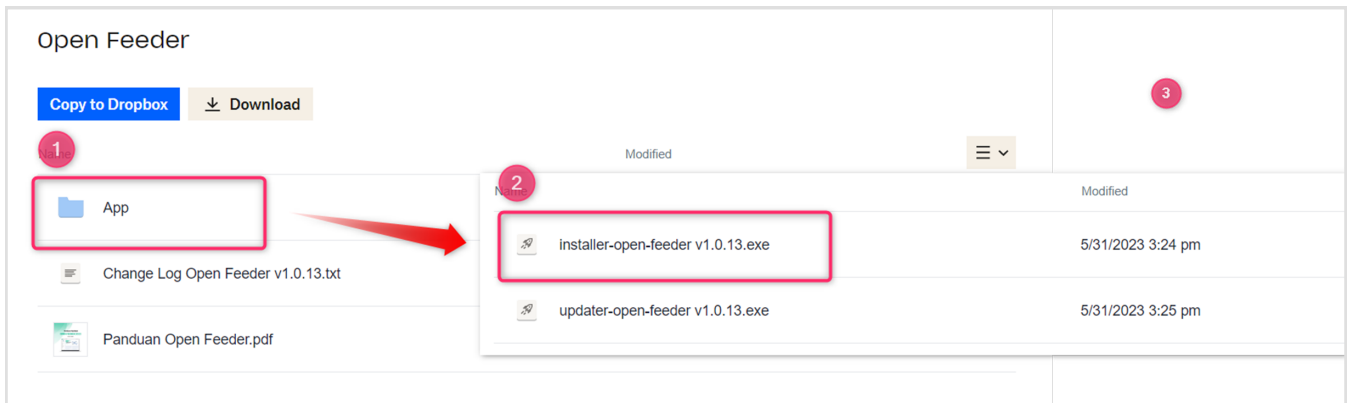 Open Feeder
Copy to Dropbox
Download
3
1
Name
Modified
2
Name
Modified
App
installer-open-feeder v1.0.13.exe
5/31/2023 3:24 pm
Change Log Open Feeder v1.0.13.txt
updater-open-feeder v1.0.13.exe
5/31/2023 3:25 pm
Panduan Open Feeder.pdf